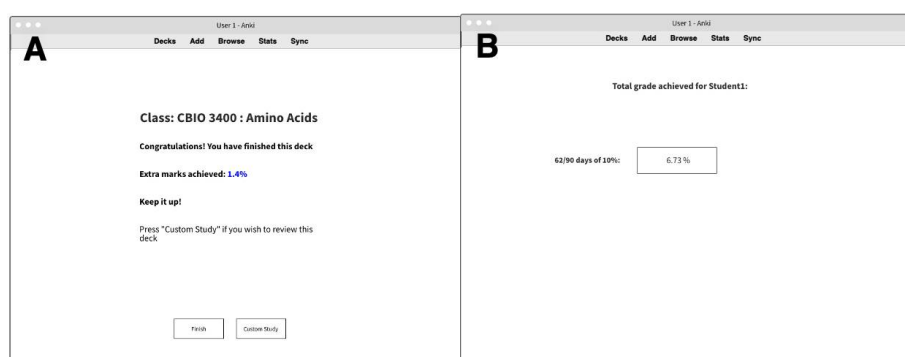 User 1 - Anki
Decks Add Browse Stats Sync
A
Class: CBIO 3400 : Amino Acids
Congratulations! You have finished this deck
Extra marks achieved: 1.4%
Keep it up!
Press "Custom Study" if you wish to review this
deck
Finish Custom Study
User 1 - Anki
Decks Add Browse Stats Sync
B
Total grade achieved for Student1:
62/90 days of 10%: 6.73 %